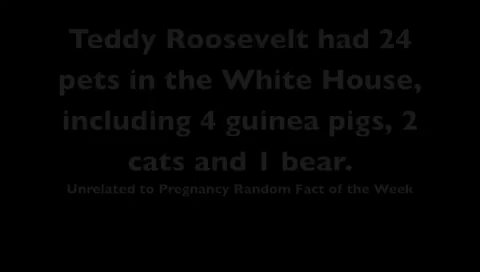 Teddy Roosevelt had 24
pets in the White House,
including 4 guinea pigs, 2
cats and 1 bear.
Unrelated to Pregnancy Random Fact of the Week